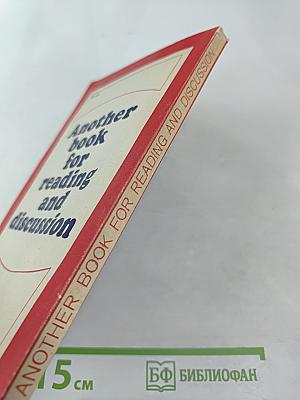 Another
book
for
reading
and
discussion
ANOTHER BOOK FOR READING AND DISCUSSION
15 см
БФ БИБЛИОФАН